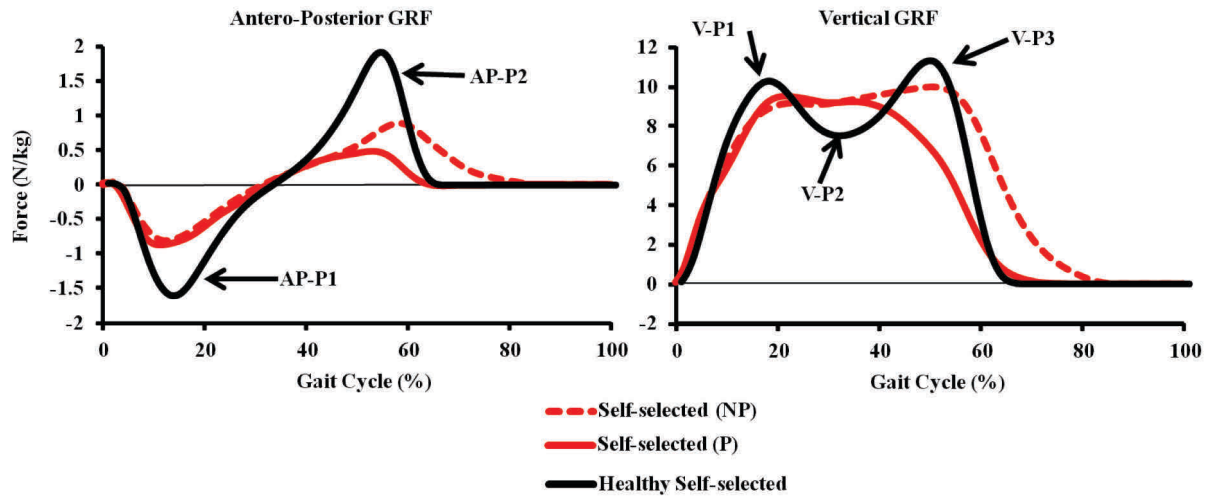 Antero-Posterior GRF
Vertical GRF
Force (N/kg)
2
1.5
1
0.5
0
-0.5
-1
-1.5
-2
AP-P2
AP-P1
0 20 40 60 80 100
Gait Cycle (%)
12
10
8
6
4
2
0
-2
V-P1
V-P3
V-P2
0 20 40 60 80 100
Gait Cycle (%)
Self-selected (NP)
Self-selected (P)
Healthy Self-selected